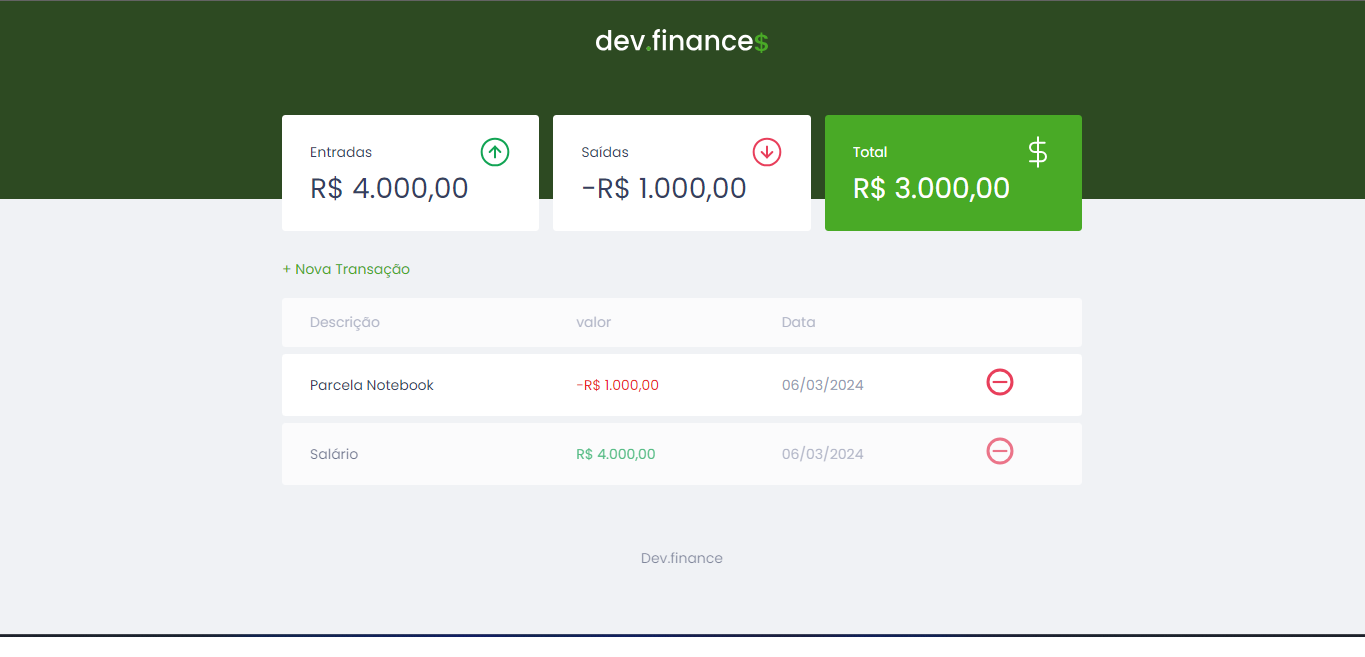 dev.finance$
Entradas
R$ 4.000,00
Saídas
-R$ 1.000,00
Total
$
R$ 3.000,00
+ Nova Transação
Descrição valor Data
Parcela Notebook -R$ 1.000,00 06/03/2024
Salário R$ 4.000,00 06/03/2024
Dev.finance